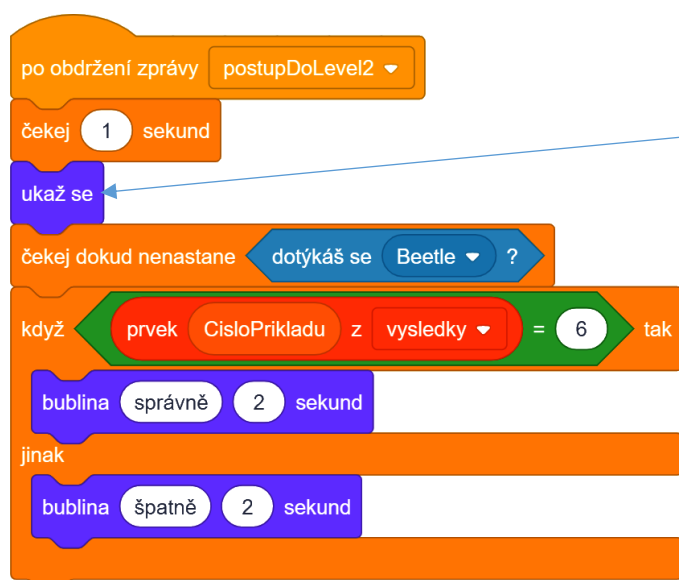 po obdržení zprávy postupDoLevel2
čekej 1 sekund
ukaž se
čekej dokud nenastane dotýkáš se Beetle ?
když prvek CisloPrikladu z vysledky = 6 tak
bublina správně 2 sekund
jinak
bublina špatně 2 sekund